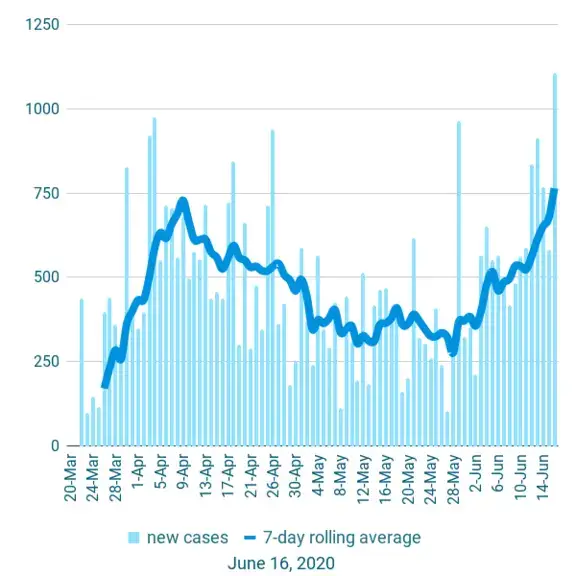 1250
1000
750
500
250
0
20-Mar
24-Mar
28-Mar
1-Apr
5-Apr
9-Apr
13-Apr
17-Apr
21-Apr
26-Apr
30-Apr
4-May
8-May
12-May
16-May
20-May
24-May
28-May
2-Jun
6-Jun
10-Jun
14-Jun
new cases 7-day rolling average
June 16, 2020